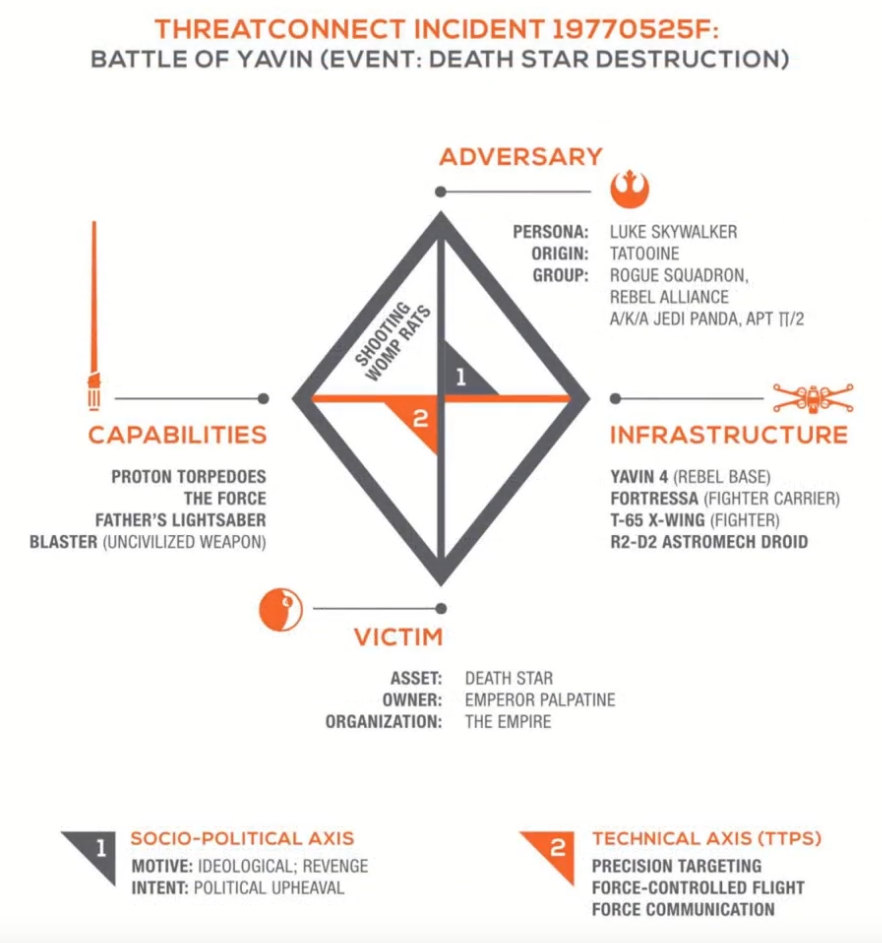 THREATCONNECT INCIDENT 19770525F:
BATTLE OF YAVIN (EVENT: DEATH STAR DESTRUCTION)
ADVERSARY
PERSONA: LUKE SKYWALKER
ORIGIN: TATOOINE
GROUP: ROGUE SQUADRON,
REBEL ALLIANCE
A/K/A JEDI PANDA, APT π/2
SHOOTING
WOMP RATS
1
2
CAPABILITIES
PROTON TORPEDOES
THE FORCE
FATHER'S LIGHTSABER
BLASTER (UNCIVILIZED WEAPON)
INFRASTRUCTURE
YAVIN 4 (REBEL BASE)
FORTRESSA (FIGHTER CARRIER)
T-65 X-WING (FIGHTER)
R2-D2 ASTROMECH DROID
VICTIM
ASSET: DEATH STAR
OWNER: EMPEROR PALPATINE
ORGANIZATION: THE EMPIRE
1
SOCIO-POLITICAL AXIS
MOTIVE: IDEOLOGICAL; REVENGE
INTENT: POLITICAL UPHEAVAL
2
TECHNICAL AXIS (TTPS)
PRECISION TARGETING
FORCE-CONTROLLED FLIGHT
FORCE COMMUNICATION